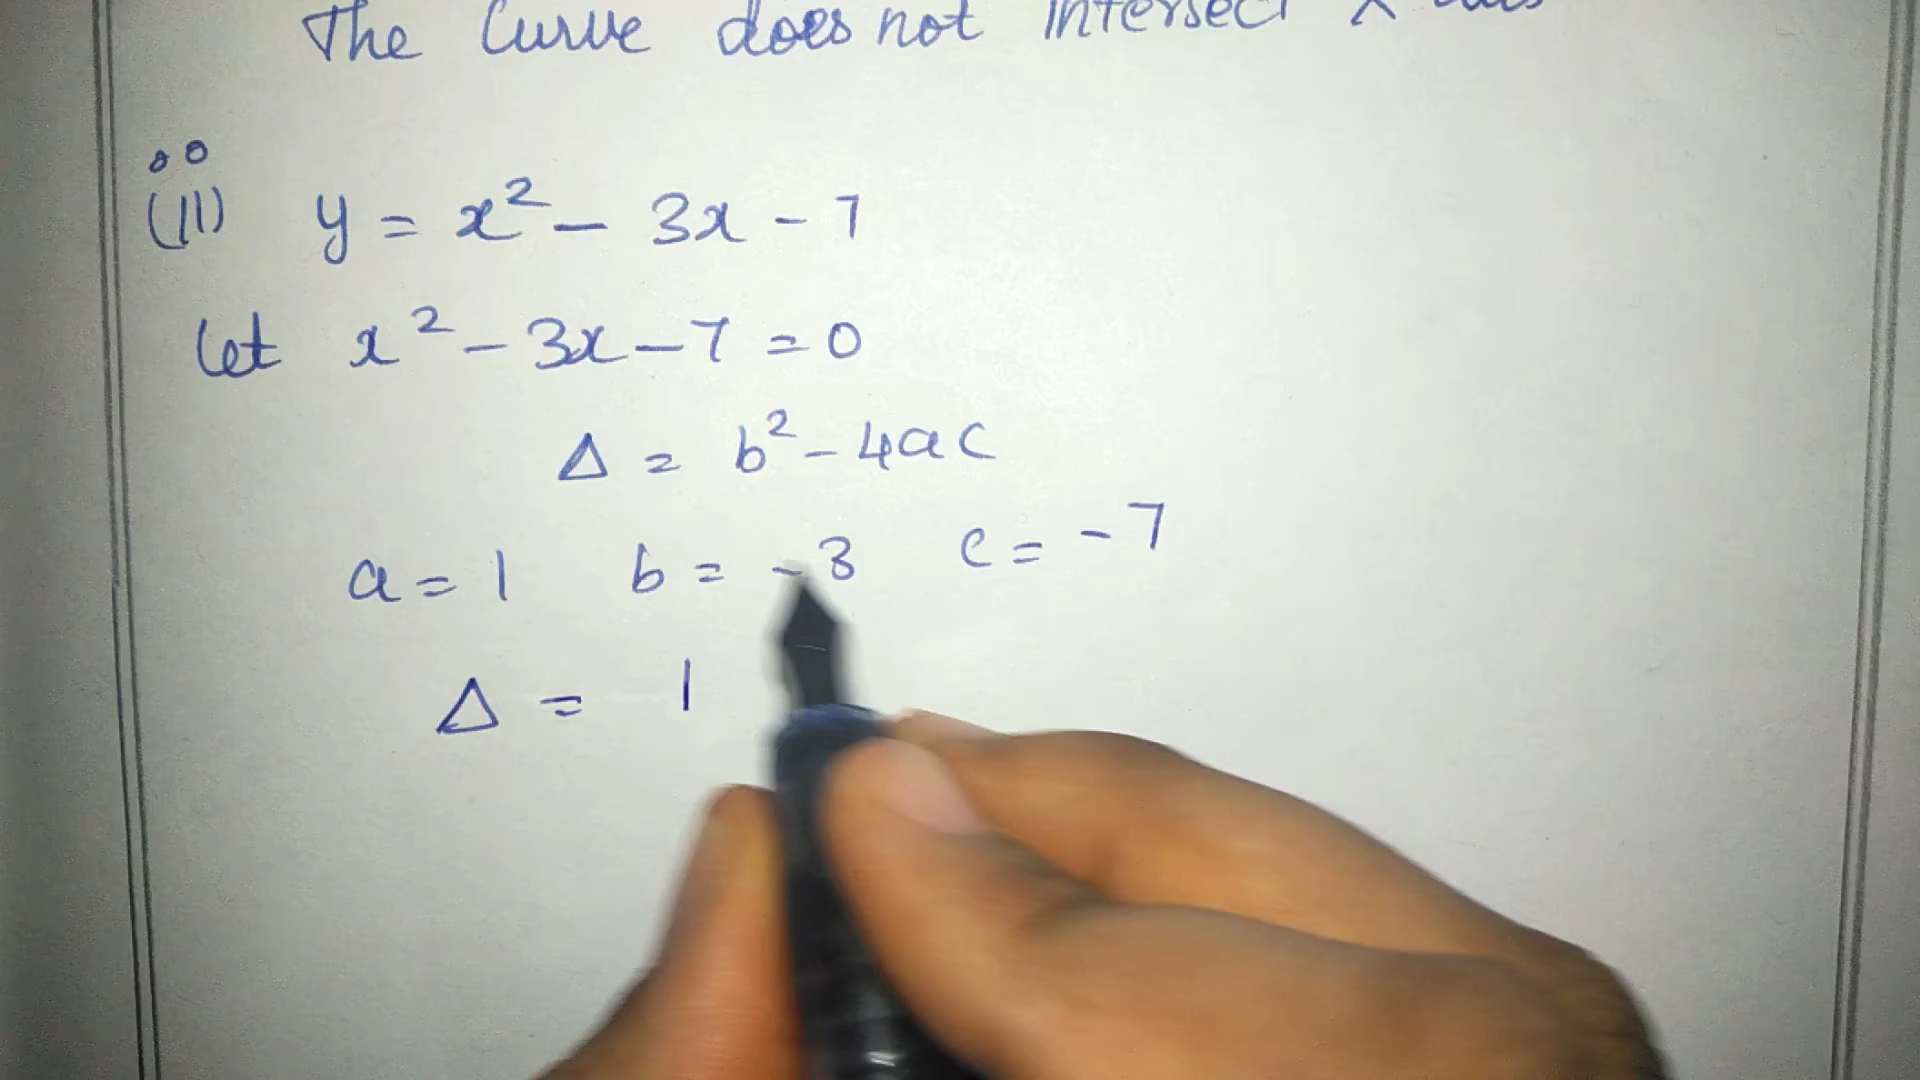 The Curve does not intersect X
(ii) y = x² - 3x - 7
Let x² - 3x - 7 = 0
Δ = b² - 4ac
a = 1 b = -3 c = -7
Δ = 1